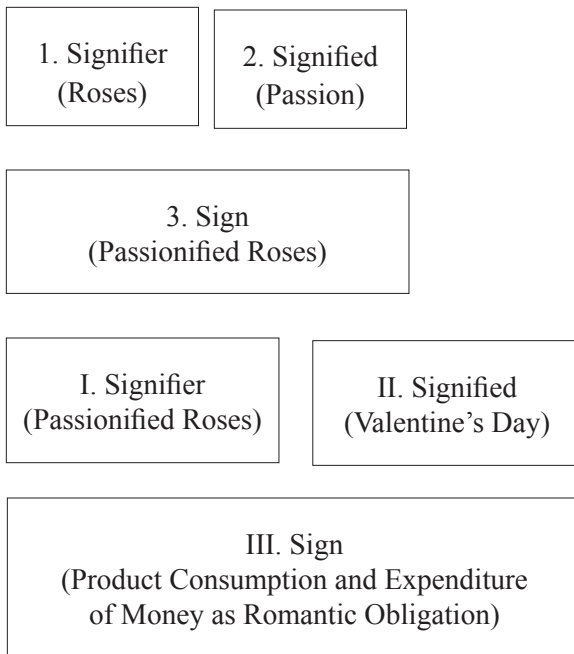 1. Signifier
(Roses)
2. Signified
(Passion)
3. Sign
(Passionified Roses)
I. Signifier
(Passionified Roses)
II. Signified
(Valentine’s Day)
III. Sign
(Product Consumption and Expenditure
of Money as Romantic Obligation)